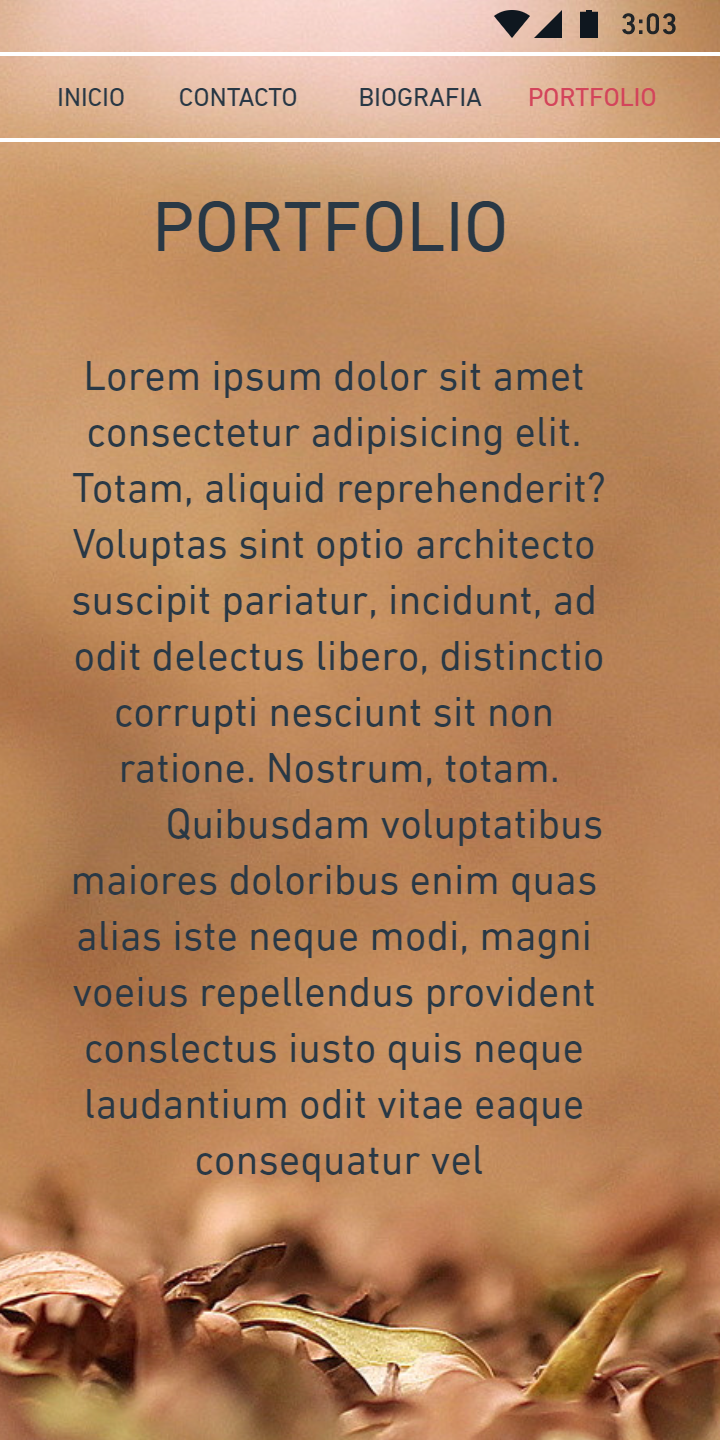 3:03
INICIO CONTACTO BIOGRAFIA PORTFOLIO
PORTFOLIO
Lorem ipsum dolor sit amet
consectetur adipisicing elit.
Totam, aliquid reprehenderit?
Voluptas sint optio architecto
suscipit pariatur, incidunt, ad
odit delectus libero, distinctio
corrupti nesciunt sit non
ratione. Nostrum, totam.
Quibusdam voluptatibus
maiores doloribus enim quas
alias iste neque modi, magni
voeius repellendus provident
conslectus iusto quis neque
laudantium odit vitae eaque
consequatur vel